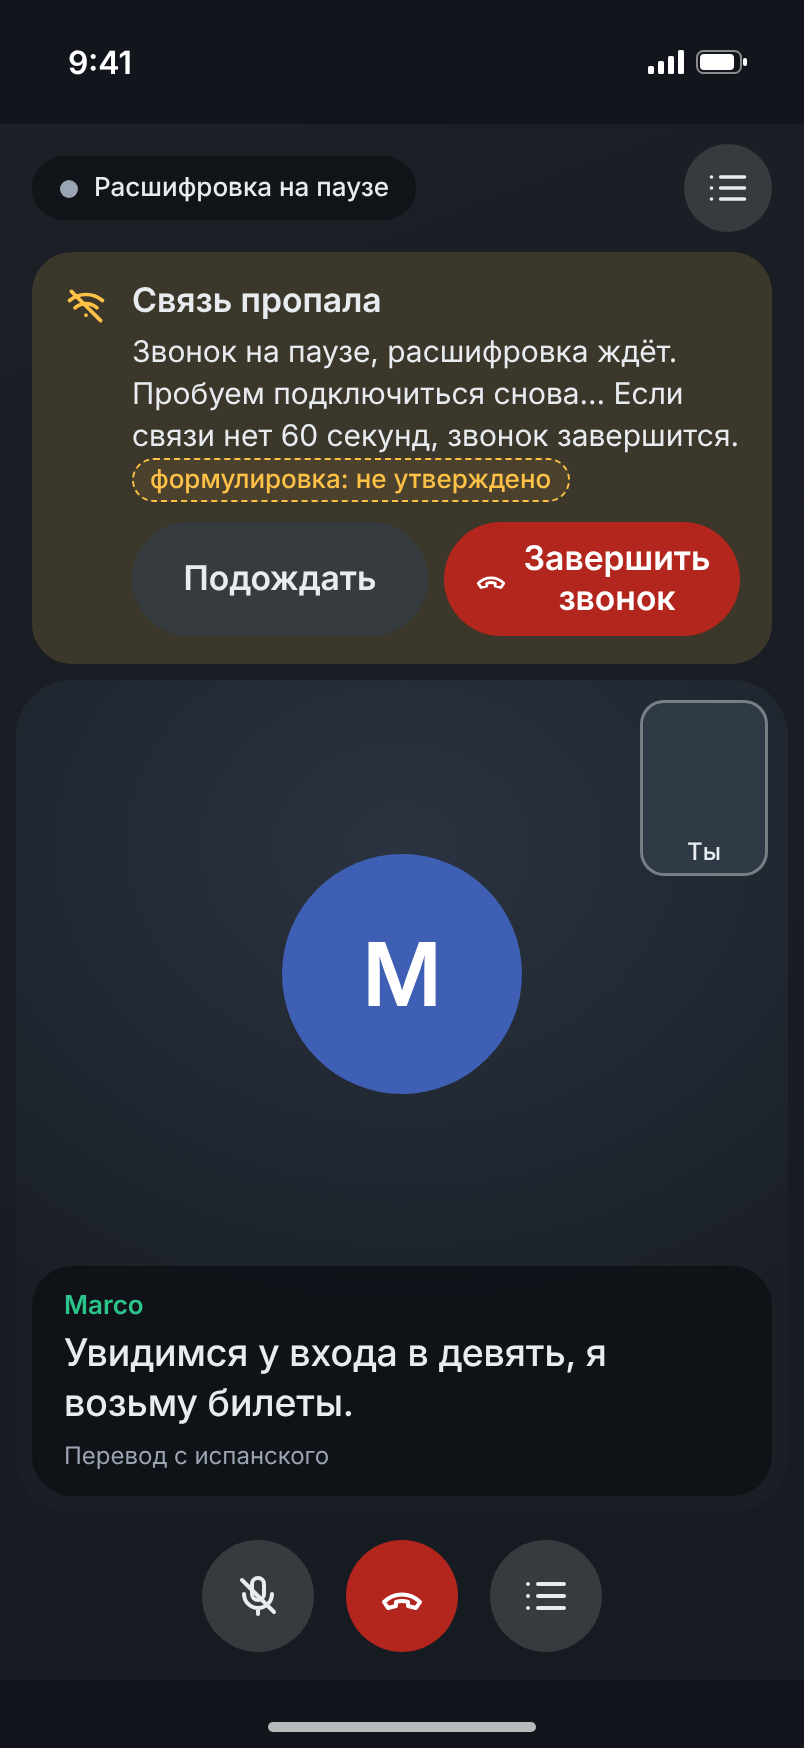 9:41
Расшифровка на паузе
Связь пропала
Звонок на паузе, расшифровка ждёт.
Пробуем подключиться снова... Если
связи нет 60 секунд, звонок завершится.
формулировка: не утверждено
Подождать
Завершить
звонок
Ты
M
Marco
Увидимся у входа в девять, я
возьму билеты.
Перевод с испанского